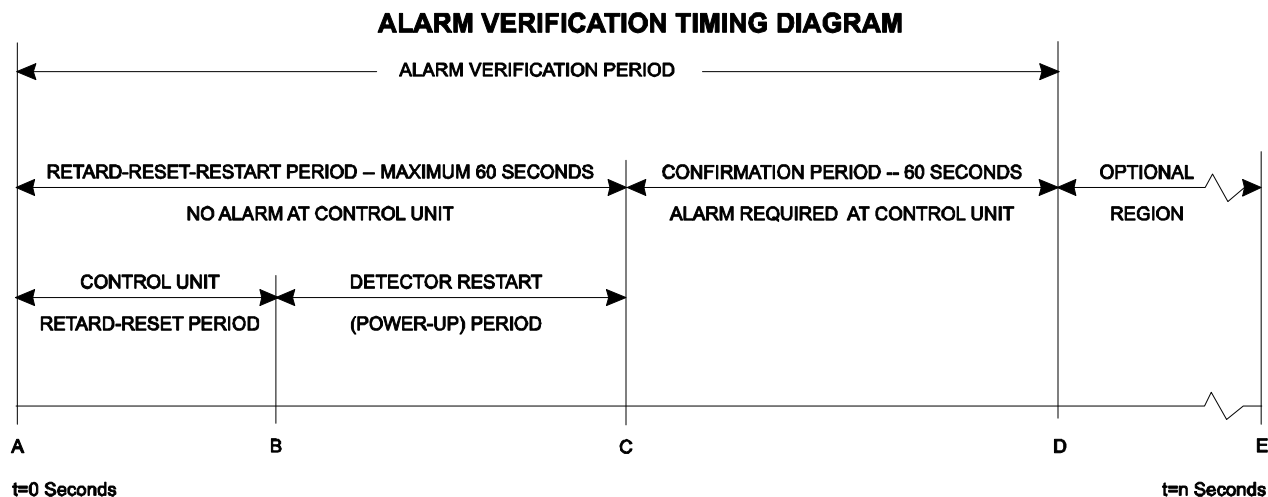 ALARM VERIFICATION TIMING DIAGRAM
ALARM VERIFICATION PERIOD
RETARD-RESET-RESTART PERIOD – MAXIMUM 60 SECONDS
NO ALARM AT CONTROL UNIT
CONFIRMATION PERIOD -- 60 SECONDS
ALARM REQUIRED AT CONTROL UNIT
OPTIONAL
REGION
CONTROL UNIT
RETARD-RESET PERIOD
DETECTOR RESTART
(POWER-UP) PERIOD
A
B
C
D
E
t=0 Seconds
t=n Seconds